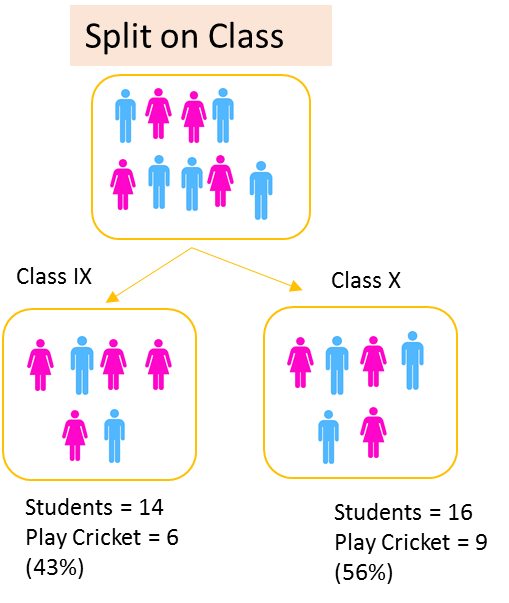 Split on Class
Class IX
Class X
Students = 14
Play Cricket = 6
(43%)
Students = 16
Play Cricket = 9
(56%)